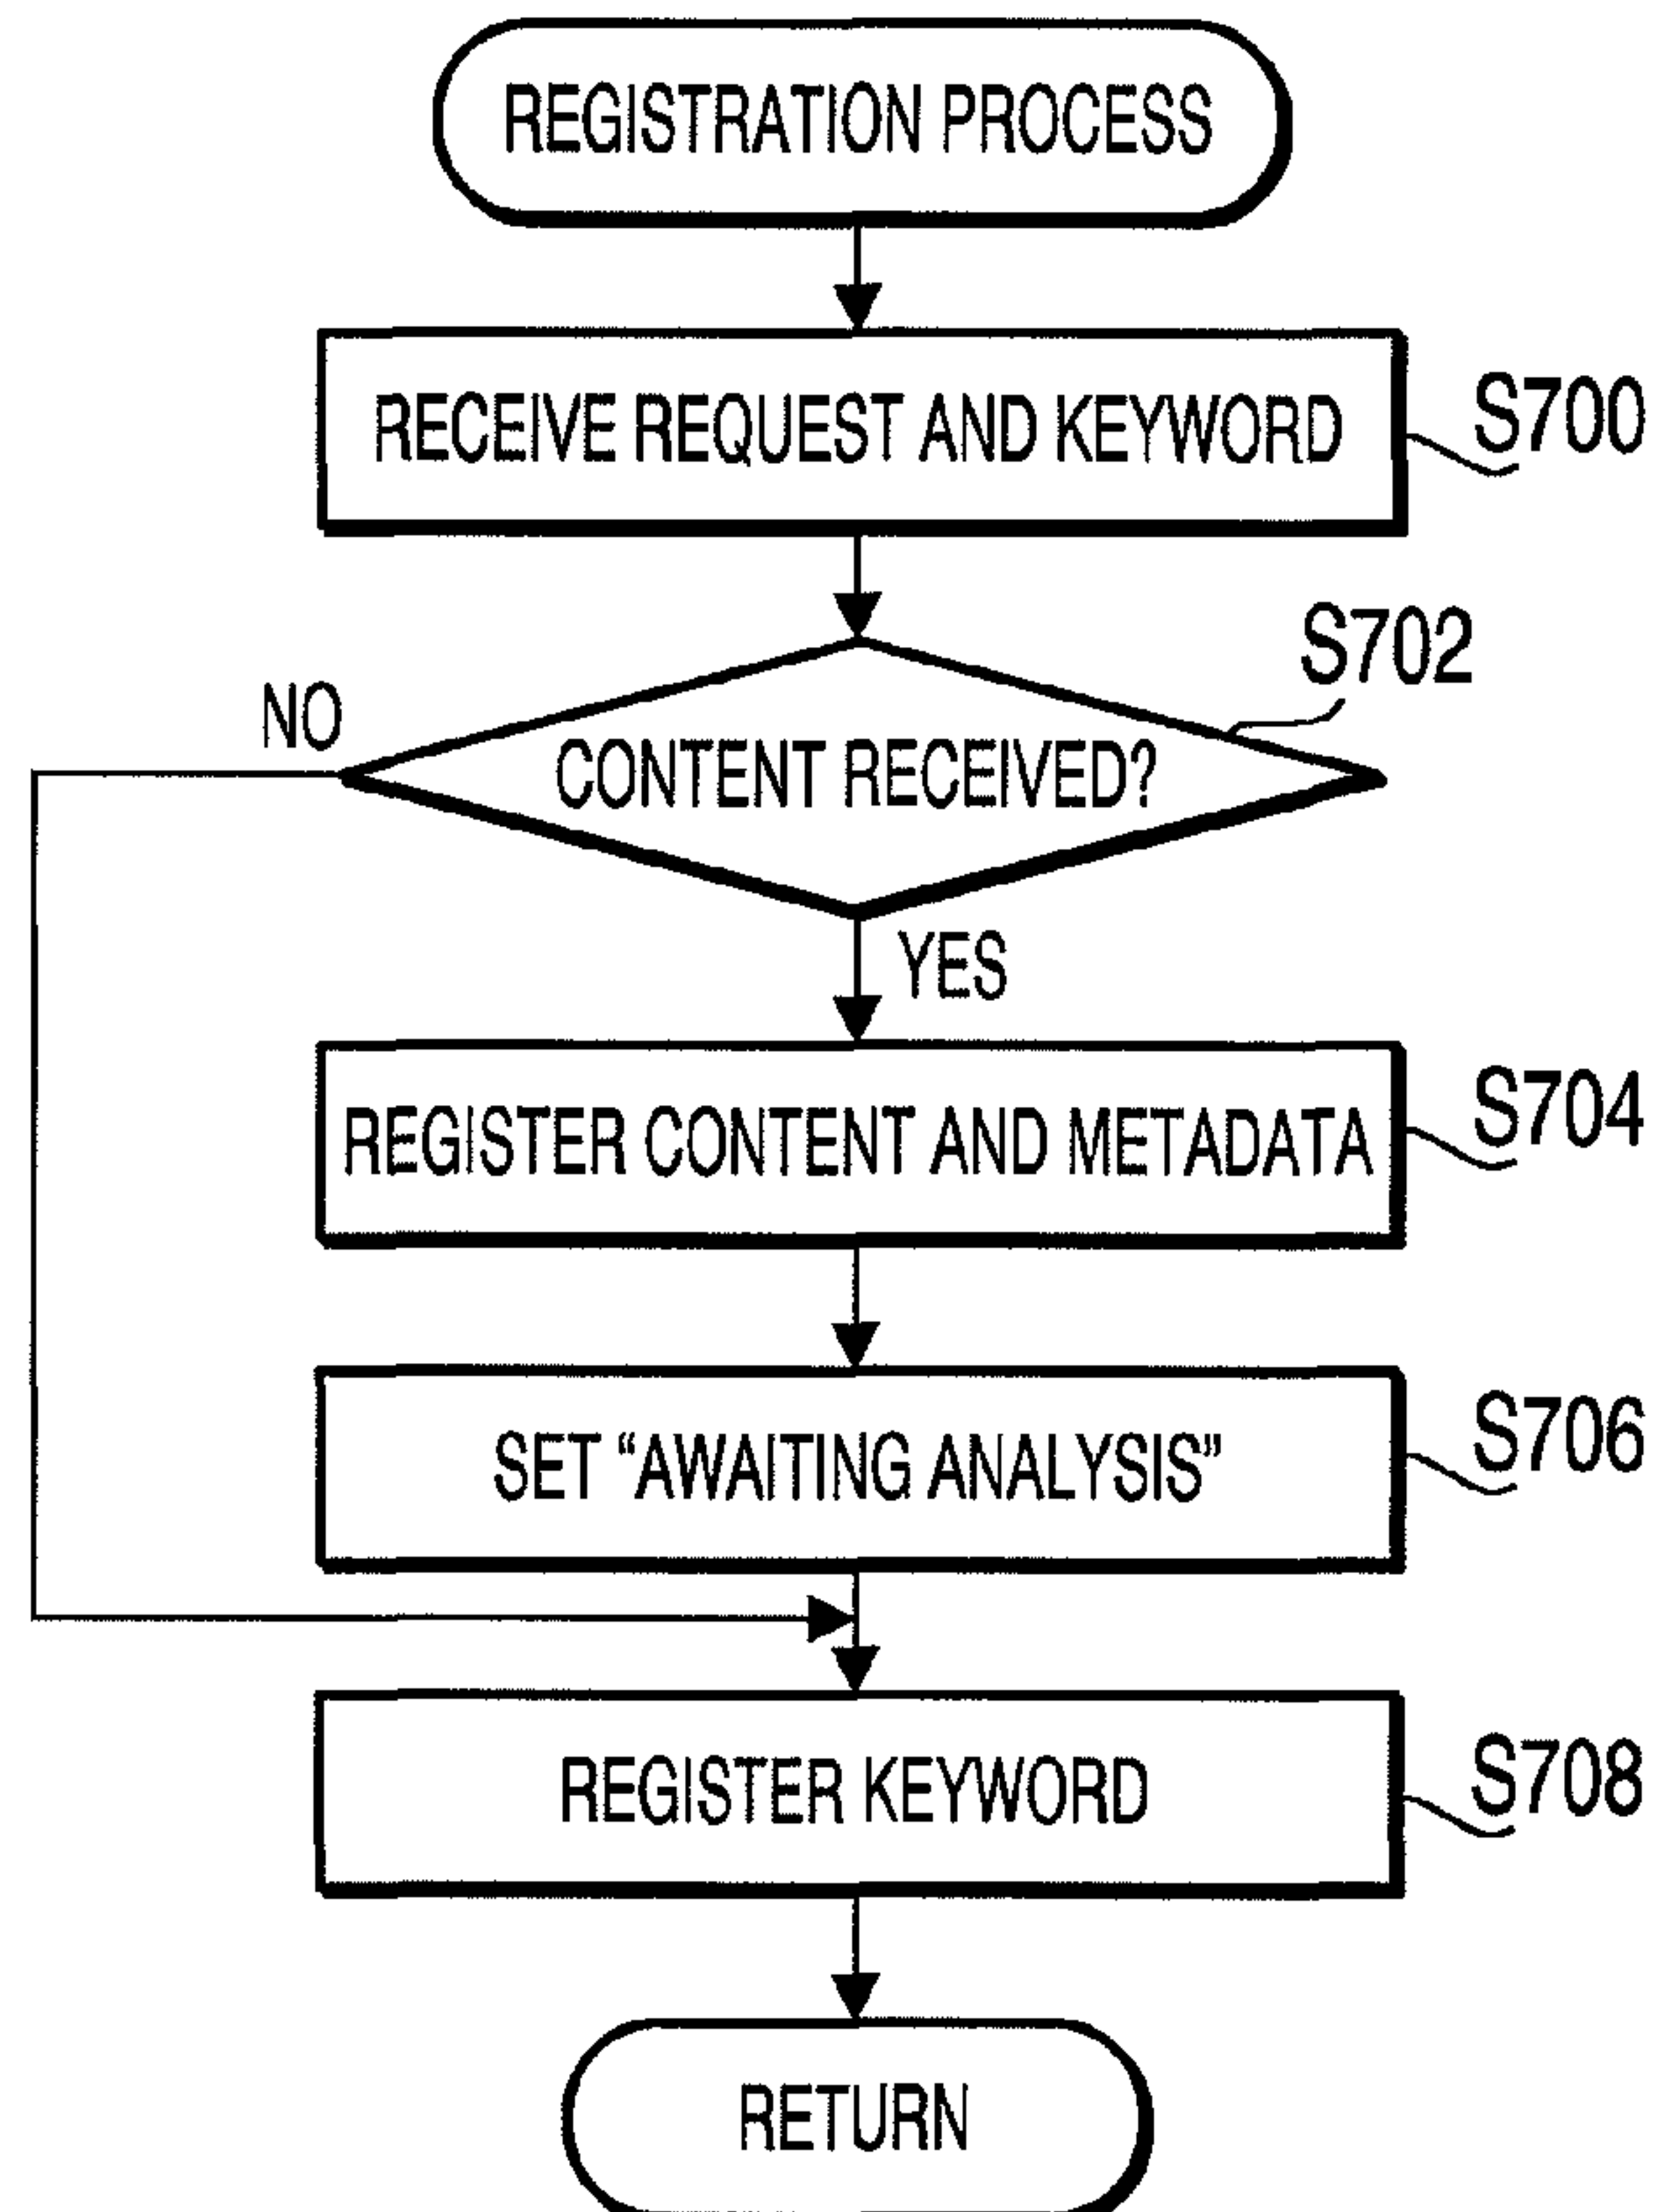 REGISTRATION PROCESS
RECEIVE REQUEST AND KEYWORD
S700
S702
NO
CONTENT RECEIVED?
YES
REGISTER CONTENT AND METADATA
S704
SET “AWAITING ANALYSIS”
S706
REGISTER KEYWORD
S708
RETURN